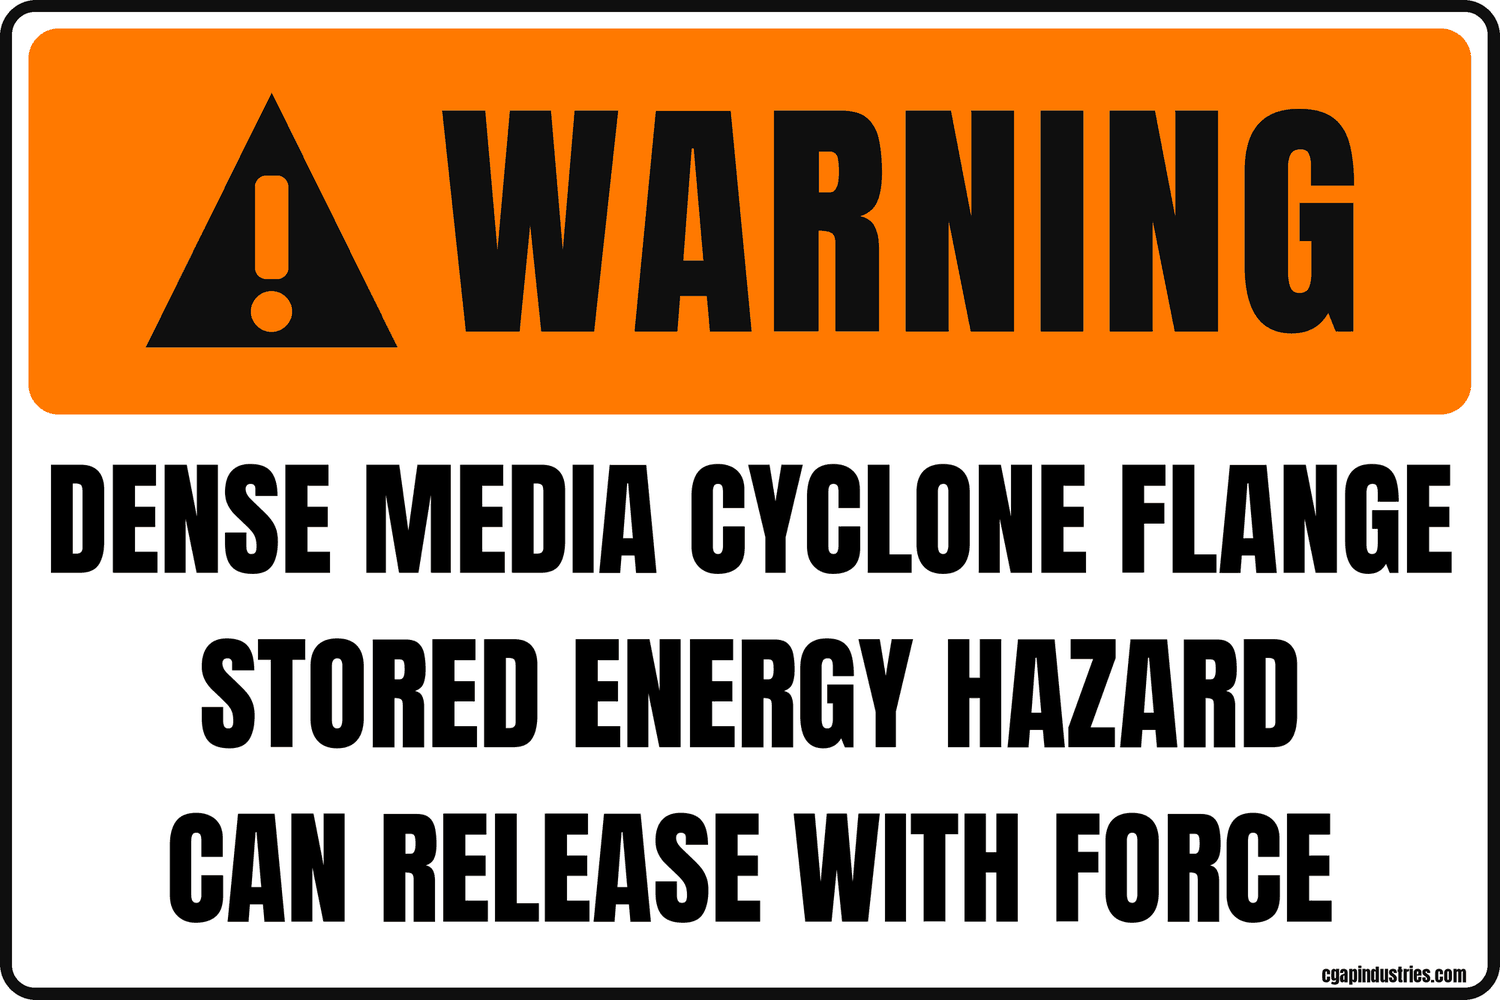 WARNING
DENSE MEDIA CYCLONE FLANGE
STORED ENERGY HAZARD
CAN RELEASE WITH FORCE
cgapindustries.com